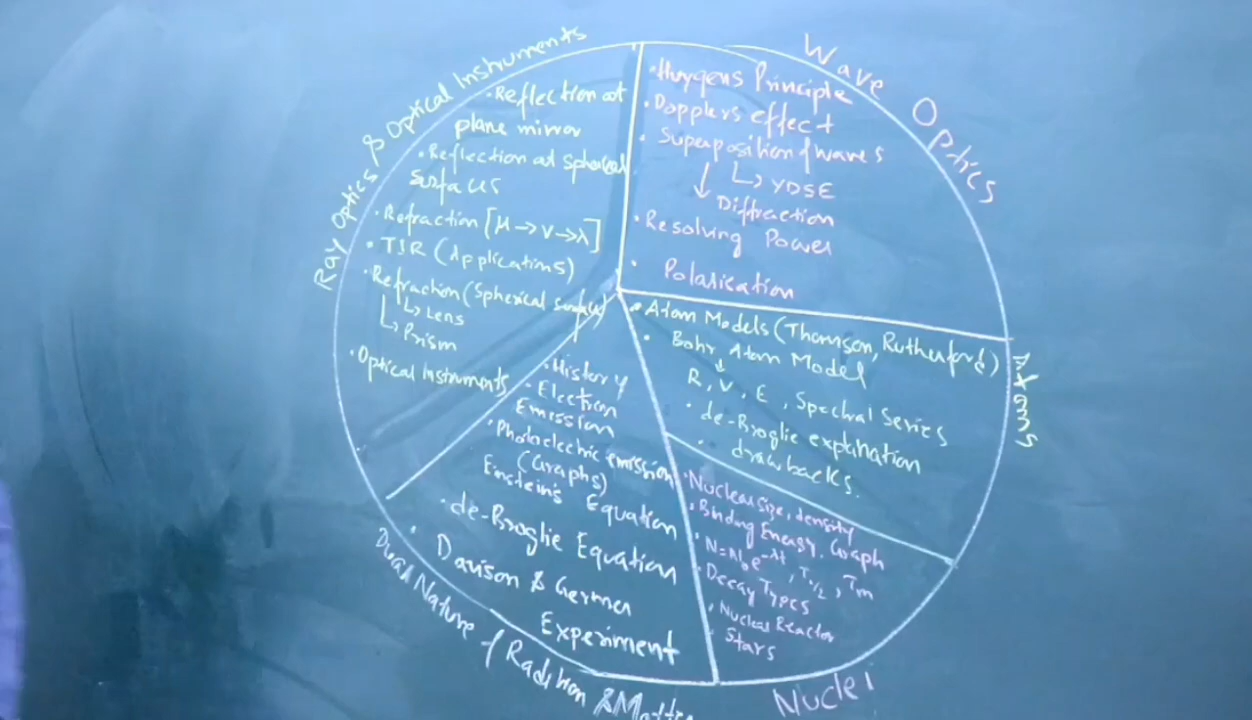 Ray Optics & Optical Instruments
• Reflection at
plane mirror
• Reflection at spherical
surfaces
• Refraction [μ → v → λ]
• TIR (Applications)
• Refraction (Spherical surface)
↳ Lens
↳ Prism
• Optical Instruments
Wave Optics
• Huygens Principle
• Dopplers effect
• Superposition of waves
↳ YDSE
↓ Diffraction
• Resolving Power
• Polarisation
Atoms
• Atom Models (Thomson, Rutherford)
• Bohr Atom Model
↓
R, V, E, Spectral Series
• de-Broglie explanation
• drawbacks.
Nuclei
• Nuclear size, density
• Binding Energy, Graph
• N=N₀e^-λt, T1/2, Tm
• Decay Types
• Nuclear Reactor
• Stars
Dual Nature of Radition & Matter
• History
• Election
Emission
• Photoelectric emission
(Graphs)
Einstein's Equation
• de-Broglie Equation
• Davison & Germer
Experiment